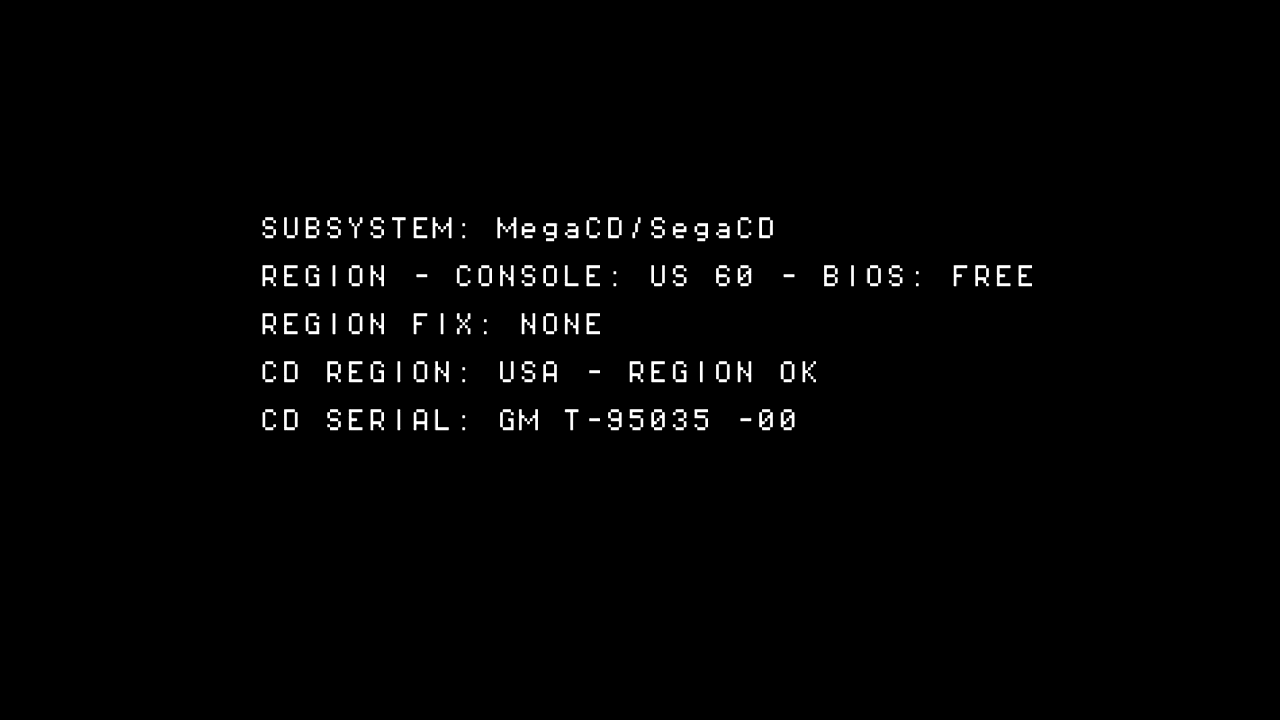 SUBSYSTEM: MegaCD/SegaCD
REGION - CONSOLE: US 60 - BIOS: FREE
REGION FIX: NONE
CD REGION: USA - REGION OK
CD SERIAL: GM T-95035 -00